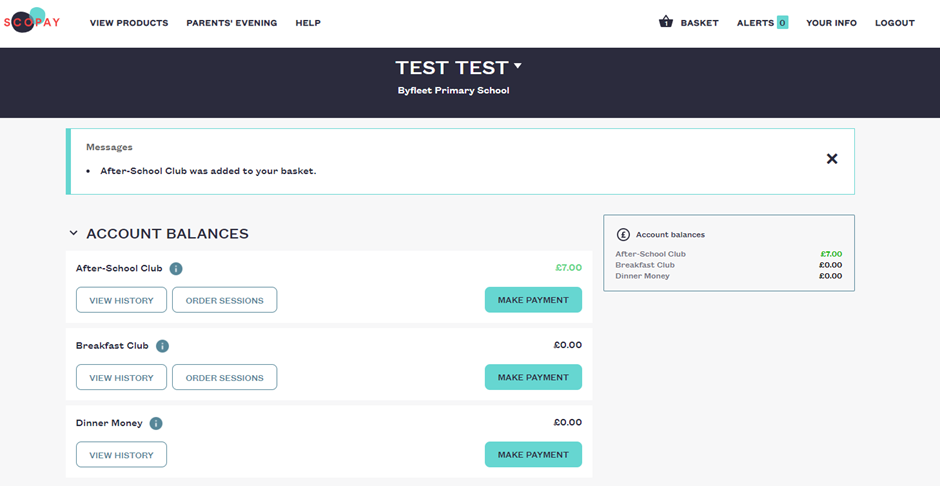 SCOPAY VIEW PRODUCTS PARENTS' EVENING HELP 1 BASKET ALERTS 0 YOUR INFO LOGOUT
TEST TEST
Byfleet Primary School
Messages
• After-School Club was added to your basket.
ACCOUNT BALANCES
After-School Club i £7.00
VIEW HISTORY ORDER SESSIONS MAKE PAYMENT
Breakfast Club i £0.00
VIEW HISTORY ORDER SESSIONS MAKE PAYMENT
Dinner Money i £0.00
VIEW HISTORY MAKE PAYMENT
£ Account balances
After-School Club £7.00
Breakfast Club £0.00
Dinner Money £0.00